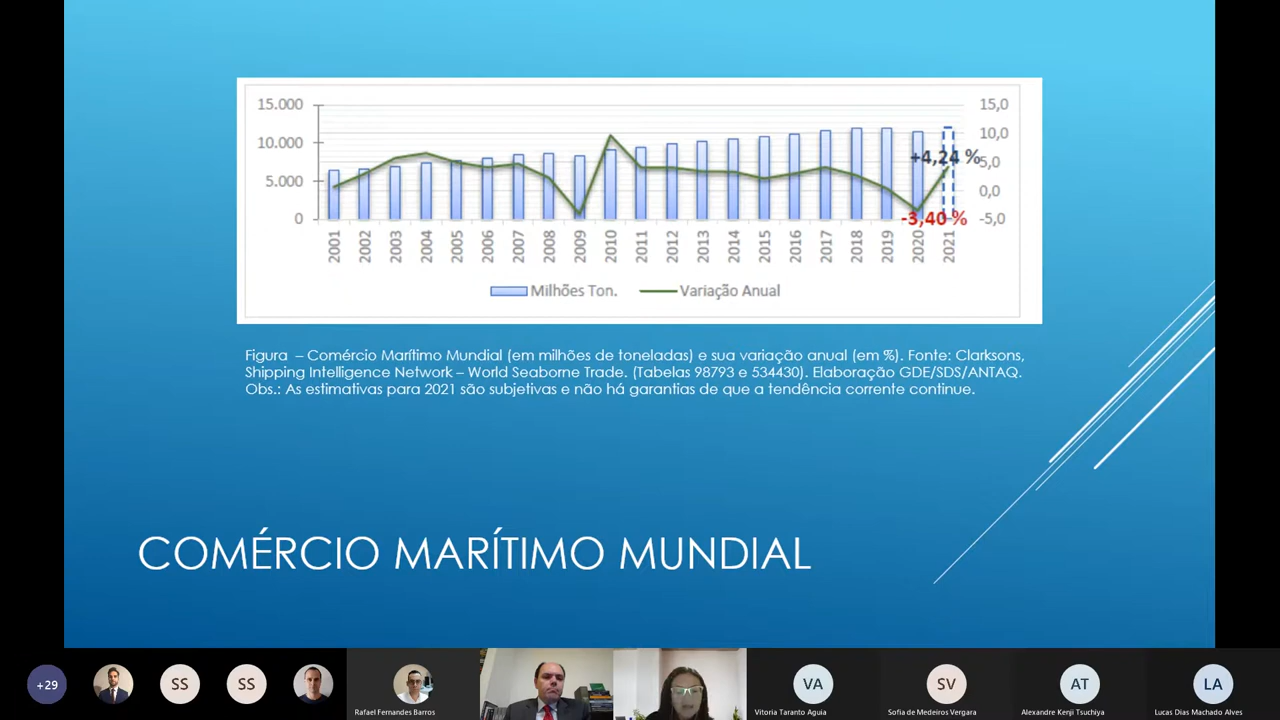 15.000
10.000
5.000
0
15,0
10,0
5,0
0,0
-5,0
+4,24 %
-3,40 %
2001 2002 2003 2004 2005 2006 2007 2008 2009 2010 2011 2012 2013 2014 2015 2016 2017 2018 2019 2020 2021
Milhões Ton. Variação Anual
Figura – Comércio Marítimo Mundial (em milhões de toneladas) e sua variação anual (em %). Fonte: Clarksons,
Shipping Intelligence Network – World Seaborne Trade. (Tabelas 98793 e 534430). Elaboração GDE/SDS/ANTAQ.
Obs.: As estimativas para 2021 são subjetivas e não há garantias de que a tendência corrente continue.
COMÉRCIO MARÍTIMO MUNDIAL
+29
SS
SS
Rafael Fernandes Barros
VA
Vitoria Taranto Aguia
SV
Sofia de Medeiros Vergara
AT
Alexandre Kenji Tsuchiya
LA
Lucas Dias Machado Alves